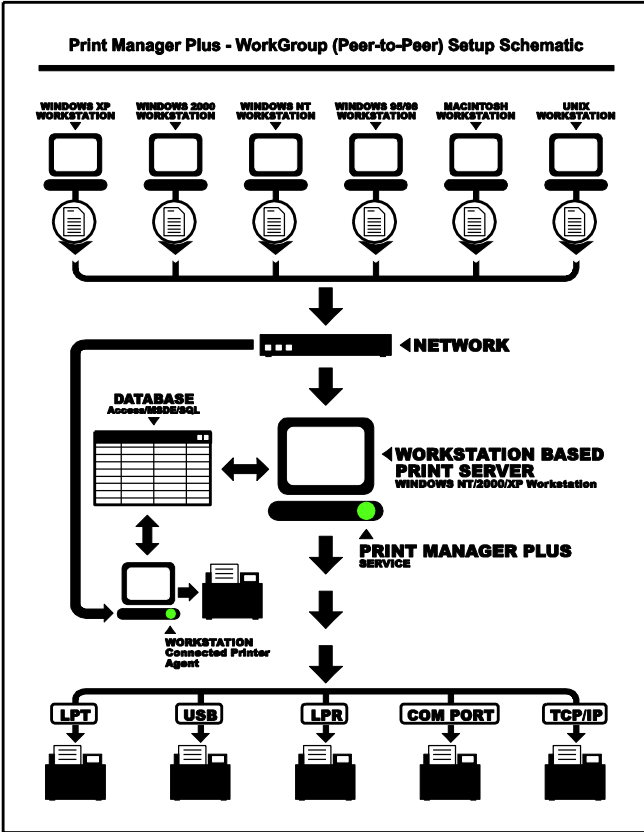 Print Manager Plus - WorkGroup (Peer-to-Peer) Setup Schematic
WINDOWS XP
WORKSTATION
WINDOWS 2000
WORKSTATION
WINDOWS NT
WORKSTATION
WINDOWS 95/98
WORKSTATION
MACINTOSH
WORKSTATION
UNIX
WORKSTATION
NETWORK
DATABASE
Access/MSDE/SQL
WORKSTATION BASED
PRINT SERVER
WINDOWS NT/2000/XP Workstation
PRINT MANAGER PLUS
SERVICE
WORKSTATION
Connected Printer
Agent
LPT
USB
LPR
COM PORT
TCP/IP